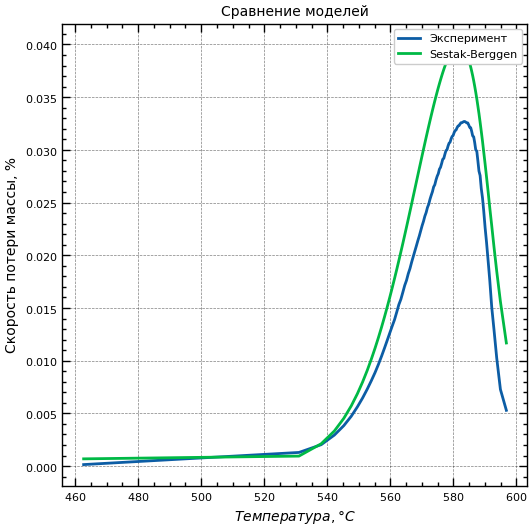 Сравнение моделей
Эксперимент
Sestak-Berggen
Скорость потери массы, %
0.040
0.035
0.030
0.025
0.020
0.015
0.010
0.005
0.000
460 480 500 520 540 560 580 600
Температура, °C